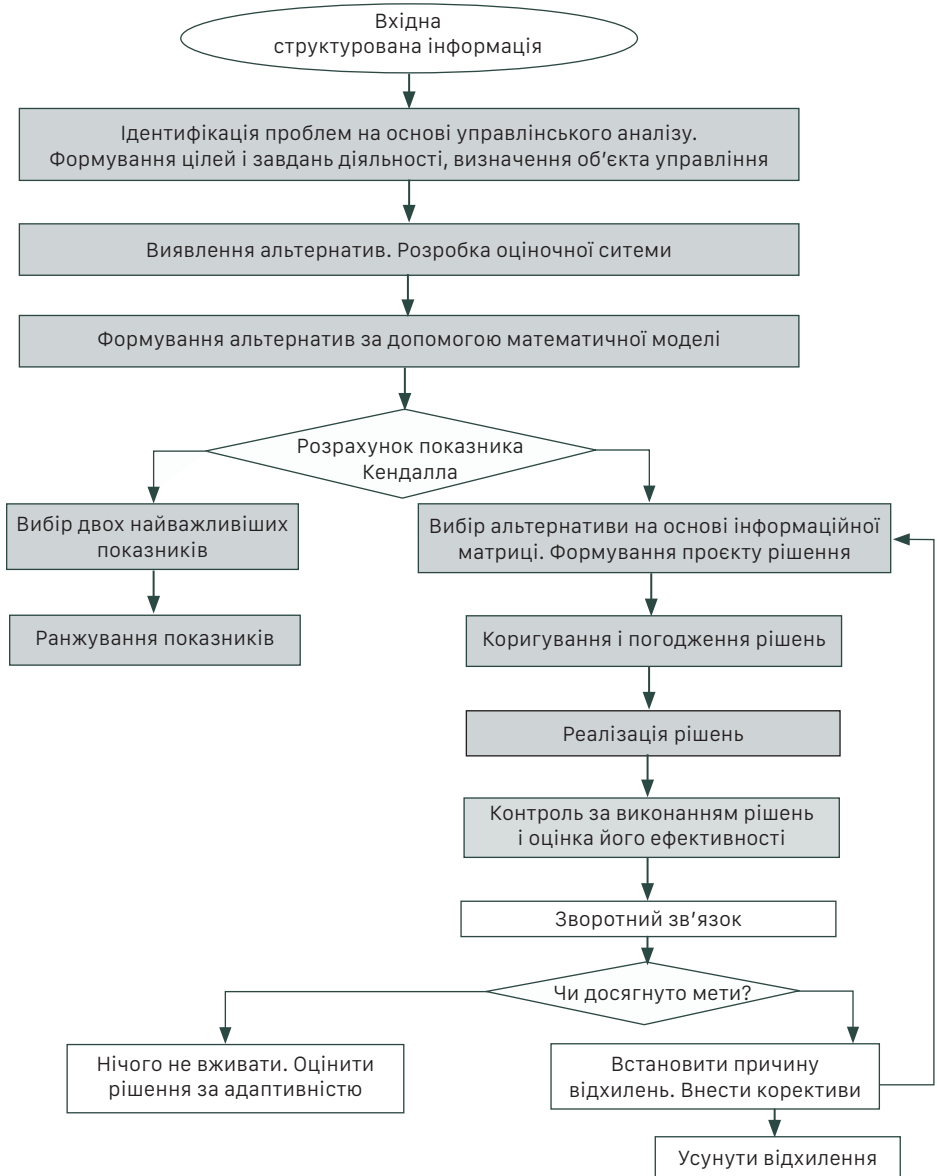 Вхідна
структурована інформація
Ідентифікація проблем на основі управлінського аналізу.
Формування цілей і завдань діяльності, визначення об’єкта управління
Виявлення альтернатив. Розробка оціночної ситеми
Формування альтернатив за допомогою математичної моделі
Розрахунок показника
Кендалла
Вибір двох найважливіших
показників
Ранжування показників
Вибір альтернативи на основі інформаційної
матриці. Формування проєкту рішення
Коригування і погодження рішень
Реалізація рішень
Контроль за виконанням рішень
і оцінка його ефективності
Зворотний зв’язок
Чи досягнуто мети?
Нічого не вживати. Оцінити
рішення за адаптивністю
Встановити причину
відхилень. Внести корективи
Усунути відхилення